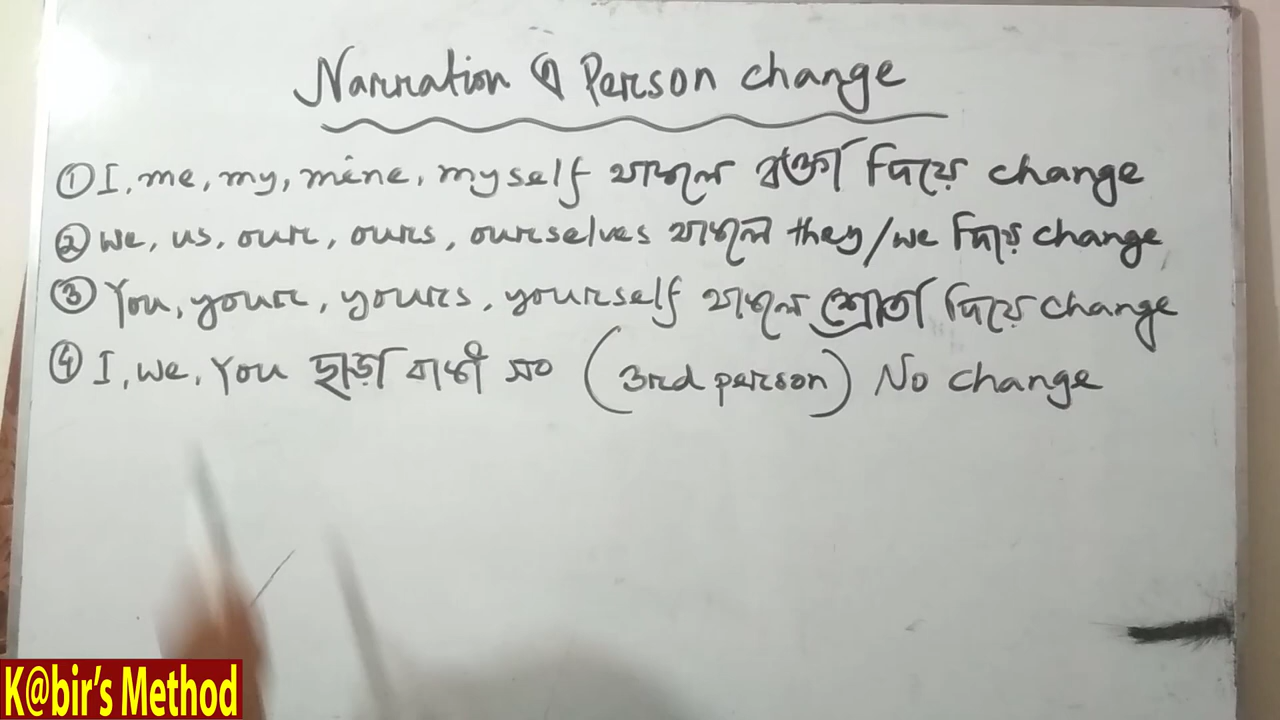 Narration এ Person change
① I, me, my, mine, myself থাকলে বক্তা দিয়ে change
② we, us, our, ours, ourselves থাকলে they/we দিয়ে change
③ You, your, yours, yourself থাকলে শ্রোতা দিয়ে change
④ I, we, You ছাড়া বাকী সব (3rd person) No change
K@bir's Method